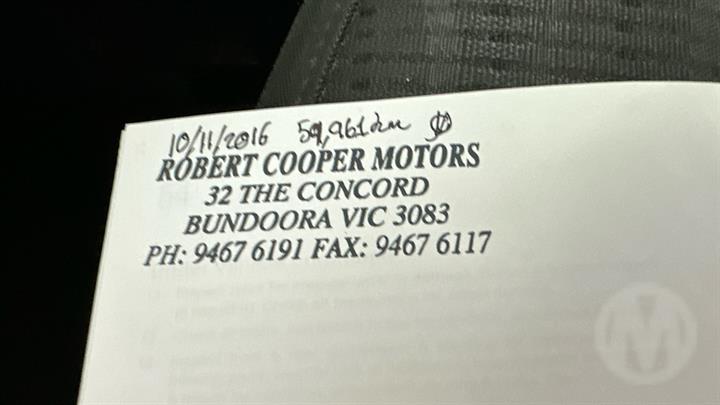 10/11/2016 59,961km
ROBERT COOPER MOTORS
32 THE CONCORD
BUNDOORA VIC 3083
PH: 9467 6191 FAX: 9467 6117
M